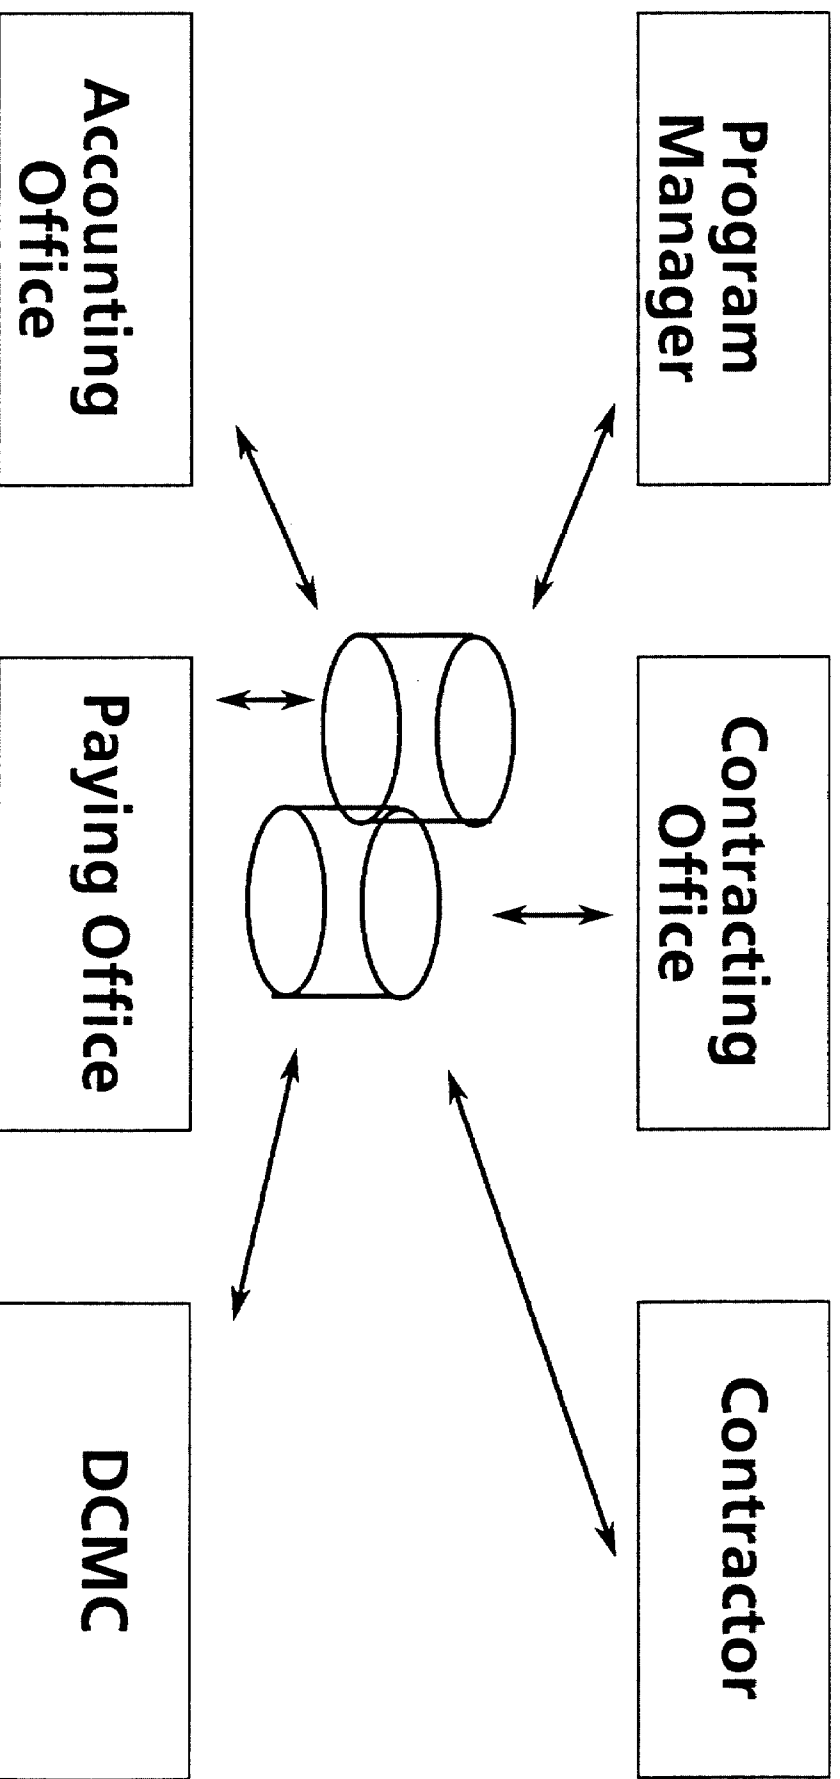 Program
Manager
Contracting
Office
Contractor
Accounting
Office
Paying Office
DCMC